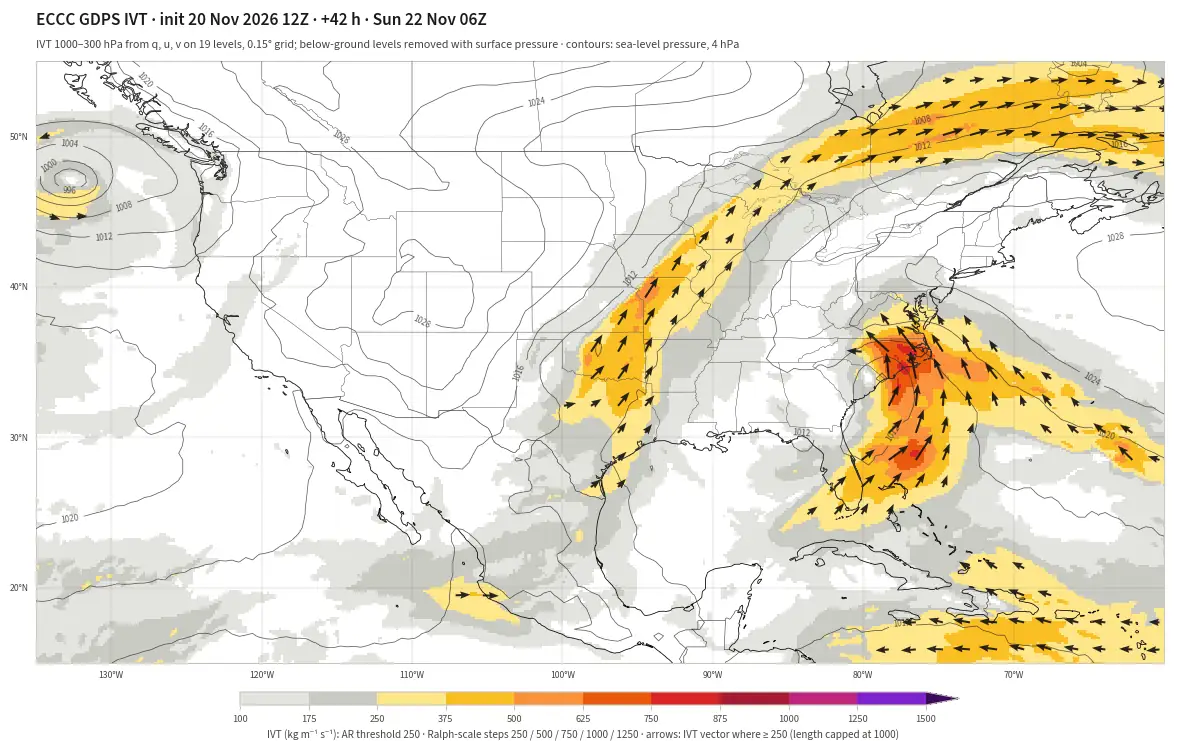 ECCC GDPS IVT · init 20 Nov 2026 12Z · +42 h · Sun 22 Nov 06Z
IVT 1000–300 hPa from q, u, v on 19 levels, 0.15° grid; below-ground levels removed with surface pressure · contours: sea-level pressure, 4 hPa
1004
1020
1024
1016
1008
1008
50°N
1004
1012
1016
1000
996
1008
1012
1028
1012
40°N
1028
1016
1024
30°N
1012
1020
1020
20°N
130°W
120°W
110°W
100°W
90°W
80°W
70°W
100
175
250
375
500
625
750
875
1000
1250
1500
IVT (kg m⁻¹ s⁻¹): AR threshold 250 · Ralph-scale steps 250 / 500 / 750 / 1000 / 1250 · arrows: IVT vector where ≥ 250 (length capped at 1000)